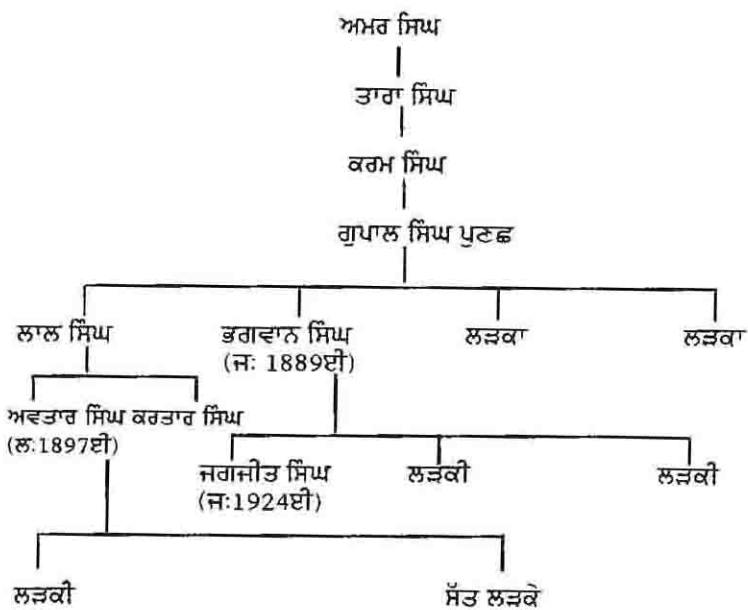 ਅਮਰ ਸਿਘ
ਤਾਰਾ ਸਿੰਘ
ਕਰਮ ਸਿੰਘ
ਗੁਪਾਲ ਸਿੰਘ ਪੁਣਛ
ਲਾਲ ਸਿੰਘ ਭਗਵਾਨ ਸਿੰਘ ਲੜਕਾ ਲੜਕਾ
(ਜਃ 1889ਈ)
ਅਵਤਾਰ ਸਿੰਘ ਕਰਤਾਰ ਸਿੰਘ
(ਲ:1897ਈ)
ਜਗਜੀਤ ਸਿੰਘ ਲੜਕੀ ਲੜਕੀ
(ਜਃ1924ਈ)
ਲੜਕੀ ਸੱਤ ਲੜਕੇ